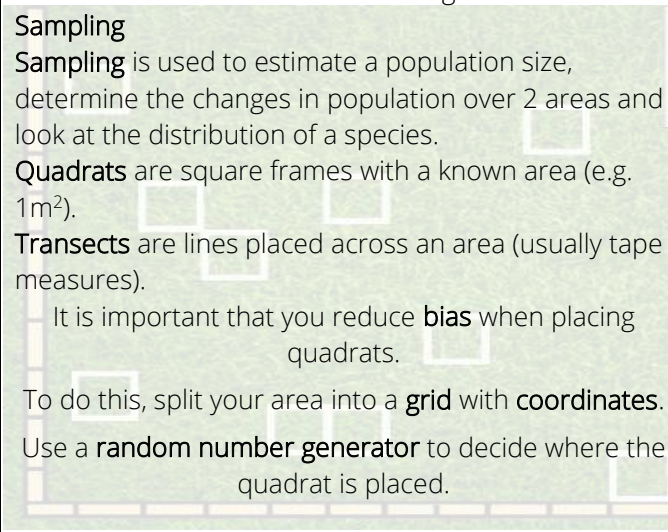 Sampling
Sampling is used to estimate a population size,
determine the changes in population over 2 areas and
look at the distribution of a species.
Quadrats are square frames with a known area (e.g.
1m²).
Transects are lines placed across an area (usually tape
measures).
It is important that you reduce bias when placing
quadrats.
To do this, split your area into a grid with coordinates.
Use a random number generator to decide where the
quadrat is placed.